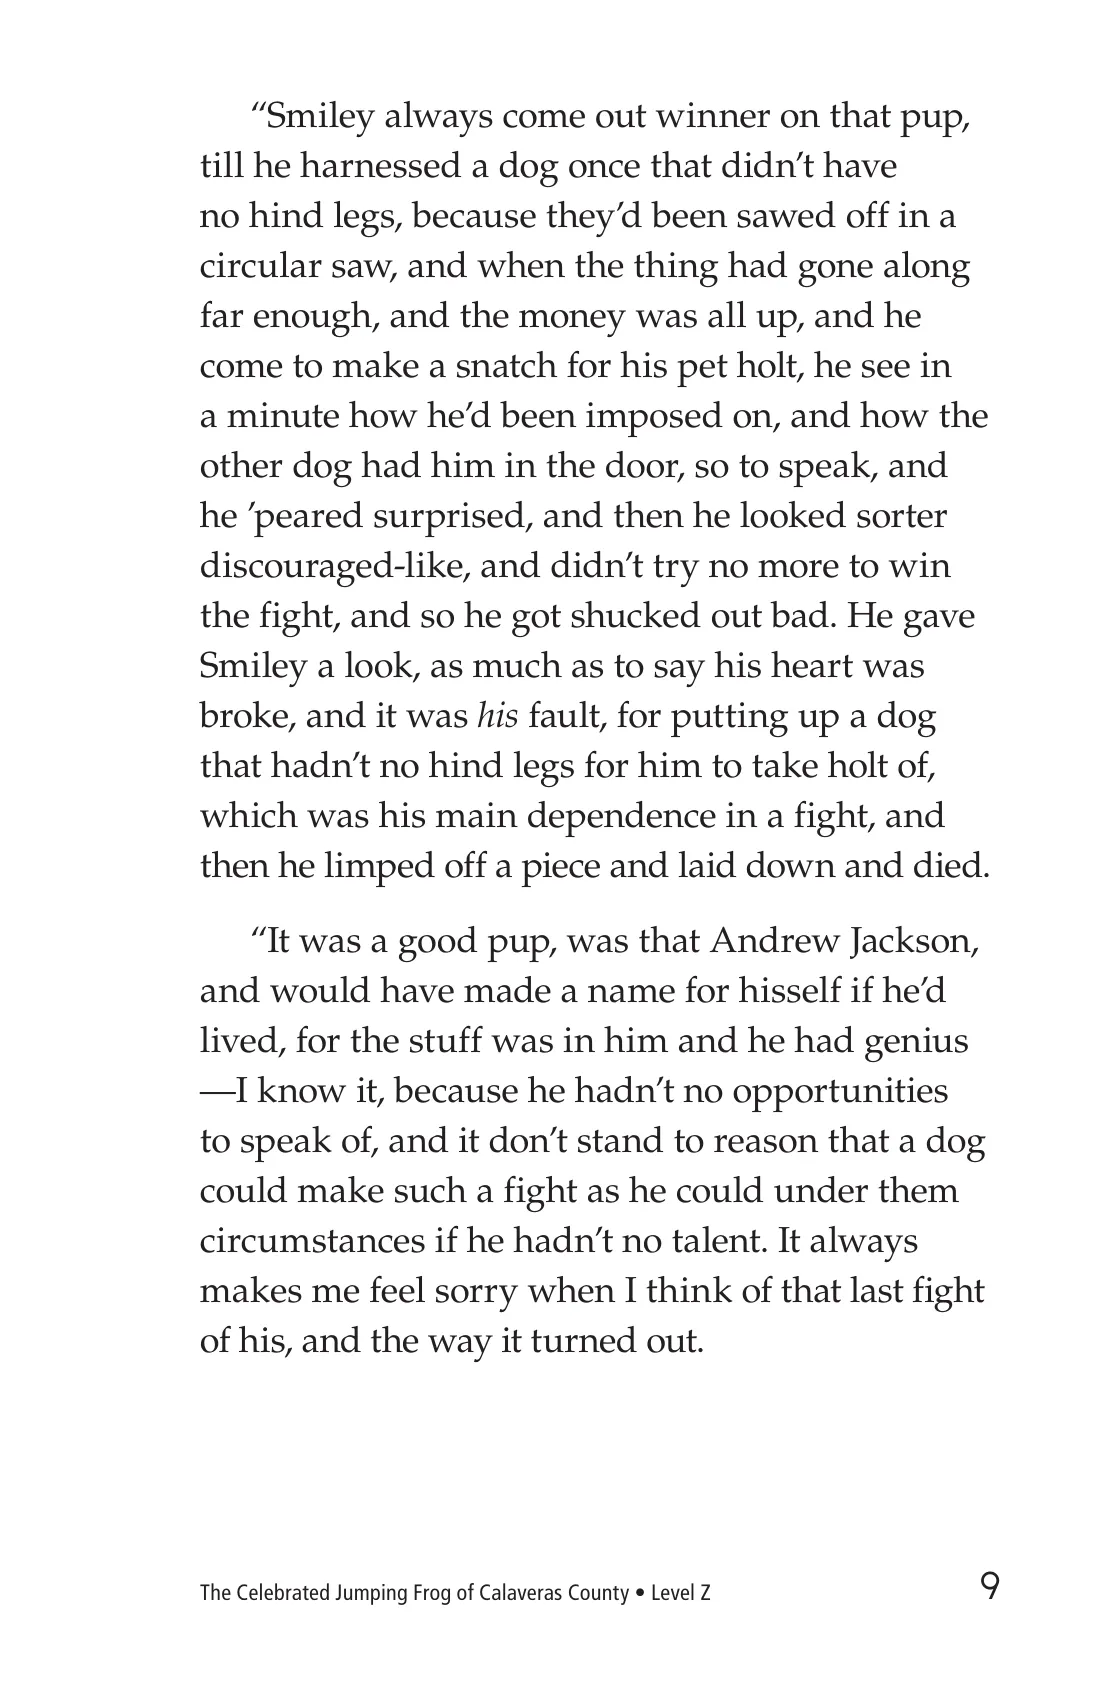 “Smiley always come out winner on that pup,
till he harnessed a dog once that didn’t have
no hind legs, because they’d been sawed off in a
circular saw, and when the thing had gone along
far enough, and the money was all up, and he
come to make a snatch for his pet holt, he see in
a minute how he’d been imposed on, and how the
other dog had him in the door, so to speak, and
he ’peared surprised, and then he looked sorter
discouraged-like, and didn’t try no more to win
the fight, and so he got shucked out bad. He gave
Smiley a look, as much as to say his heart was
broke, and it was his fault, for putting up a dog
that hadn’t no hind legs for him to take holt of,
which was his main dependence in a fight, and
then he limped off a piece and laid down and died.
“It was a good pup, was that Andrew Jackson,
and would have made a name for hisself if he’d
lived, for the stuff was in him and he had genius
—I know it, because he hadn’t no opportunities
to speak of, and it don’t stand to reason that a dog
could make such a fight as he could under them
circumstances if he hadn’t no talent. It always
makes me feel sorry when I think of that last fight
of his, and the way it turned out.
The Celebrated Jumping Frog of Calaveras County • Level Z 9